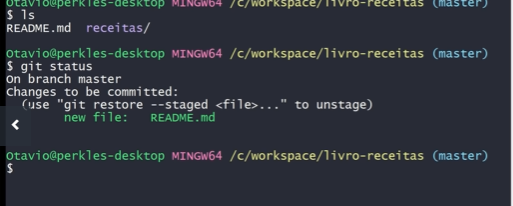 Otavio@perkles-desktop MINGW64 /c/workspace/livro-receitas (master)
$ ls
README.md  receitas/
Otavio@perkles-desktop MINGW64 /c/workspace/livro-receitas (master)
$ git status
On branch master
Changes to be committed:
  (use "git restore --staged <file>..." to unstage)
        new file:   README.md
Otavio@perkles-desktop MINGW64 /c/workspace/livro-receitas (master)
$